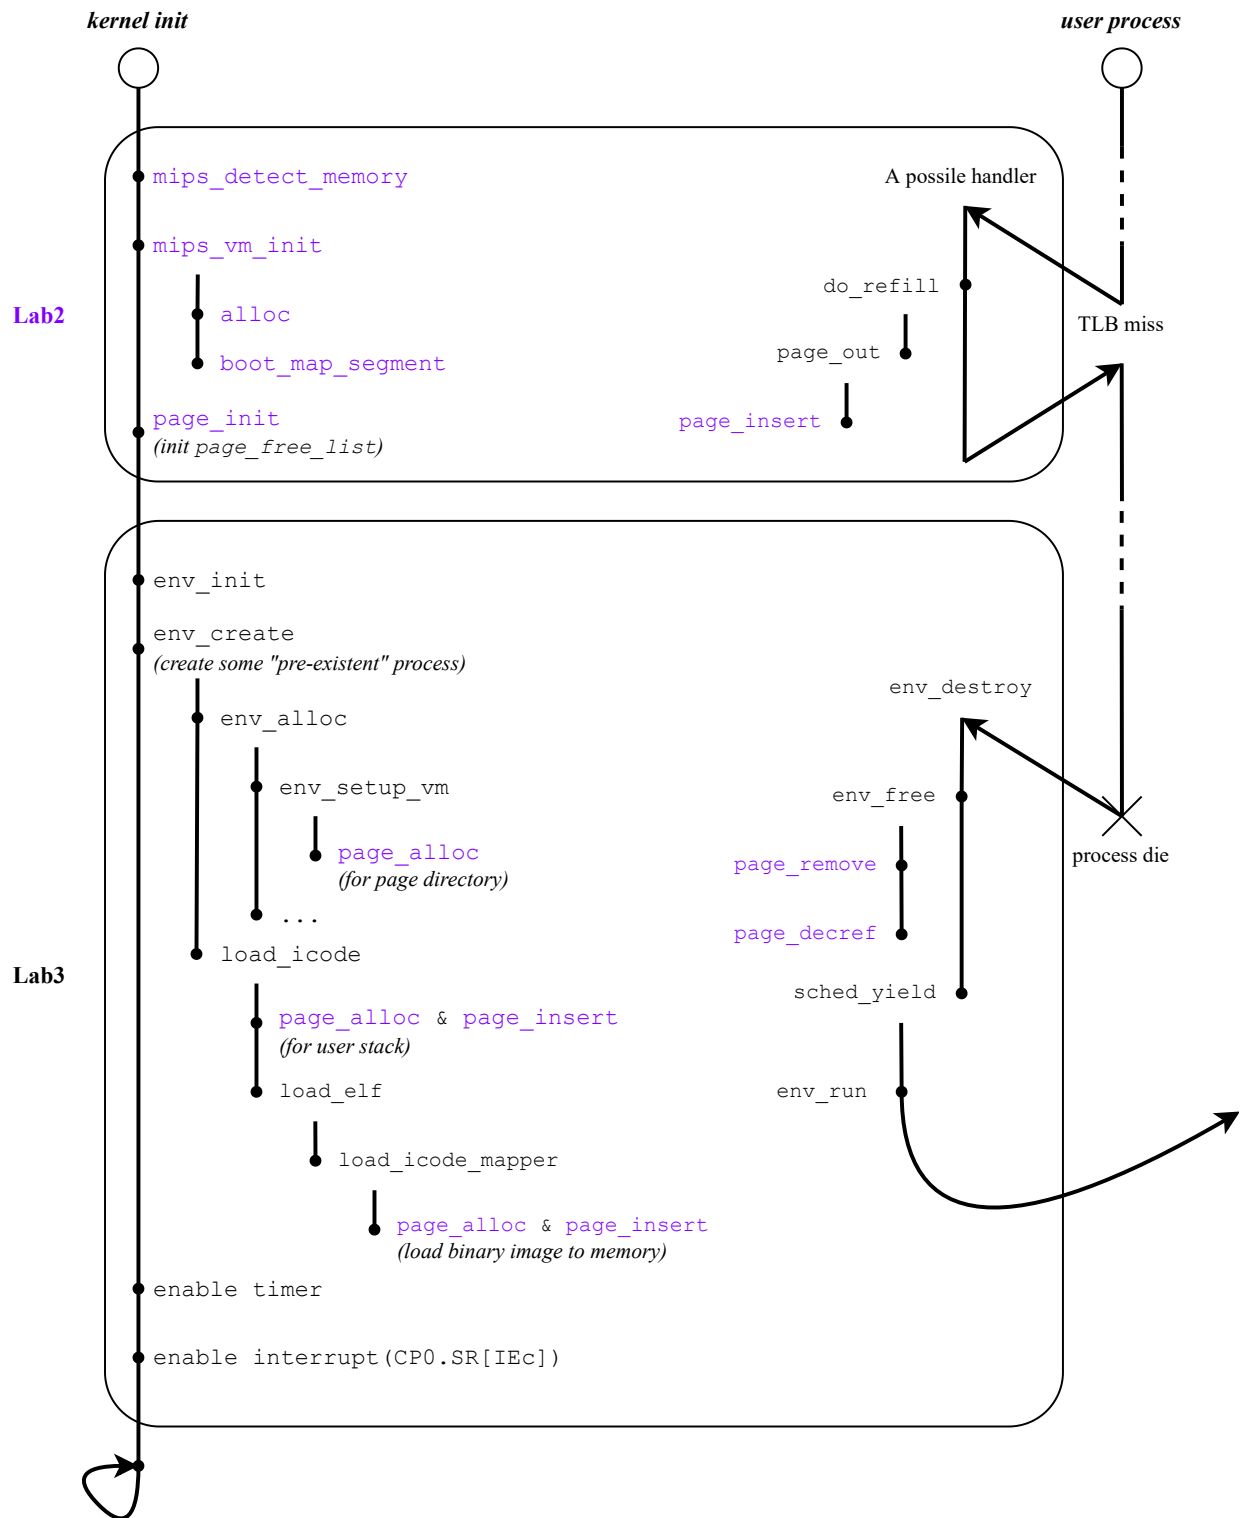 kernel init
user process
Lab2
mips_detect_memory
mips_vm_init
alloc
boot_map_segment
page_init
(init page_free_list)
A possile handler
do_refill
page_out
page_insert
TLB miss
Lab3
env_init
env_create
(create some "pre-existent" process)
env_alloc
env_setup_vm
page_alloc
(for page directory)
...
load_icode
page_alloc & page_insert
(for user stack)
load_elf
load_icode_mapper
page_alloc & page_insert
(load binary image to memory)
enable timer
enable interrupt(CP0.SR[IEc])
env_destroy
env_free
page_remove
page_decref
sched_yield
env_run
process die